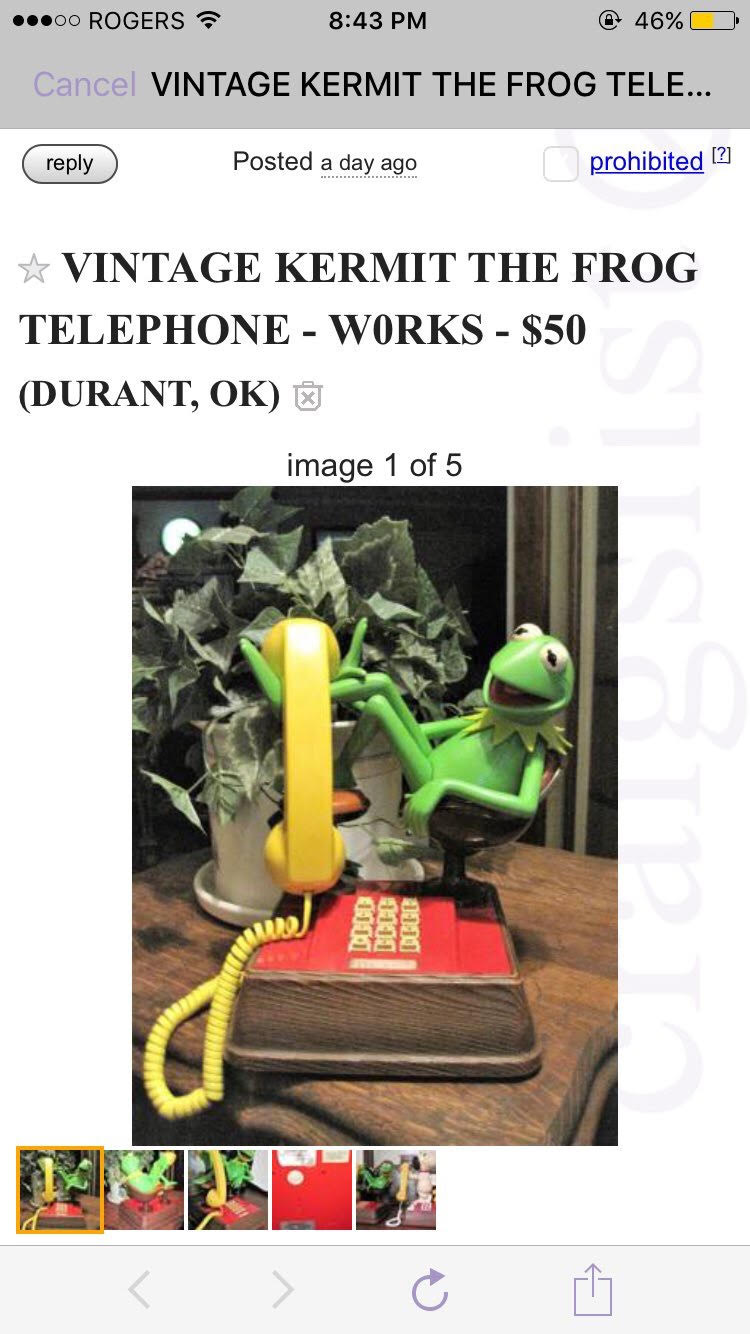 ROGERS 8:43 PM 46%
Cancel VINTAGE KERMIT THE FROG TELE...
reply Posted a day ago prohibited [?]
VINTAGE KERMIT THE FROG
TELEPHONE - W0RKS - $50
(DURANT, OK)
image 1 of 5
craigslist